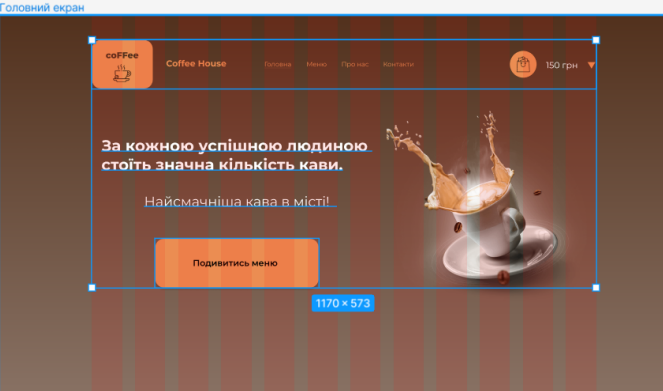 Головний екран
coFFee
Coffee House
Головна
Меню
Про нас
Контакти
150 грн
За кожною успішною людиною
стоїть значна кількість кави.
Найсмачніша кава в місті!
Подивитись меню
1170 × 573